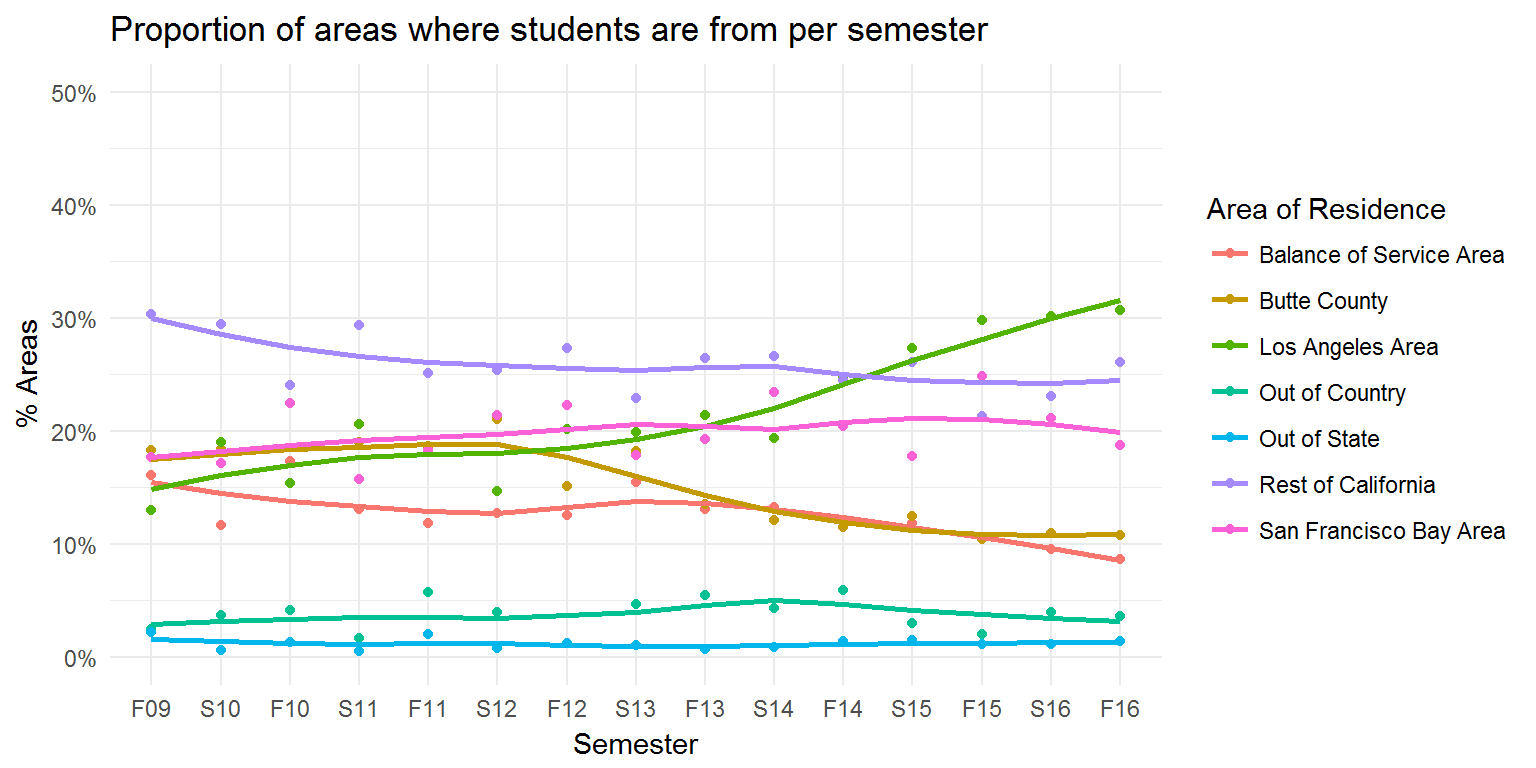 Proportion of areas where students are from per semester
50%
40%
30%
20%
10%
0%
% Areas
F09 S10 F10 S11 F11 S12 F12 S13 F13 S14 F14 S15 F15 S16 F16
Semester
Area of Residence
Balance of Service Area
Butte County
Los Angeles Area
Out of Country
Out of State
Rest of California
San Francisco Bay Area